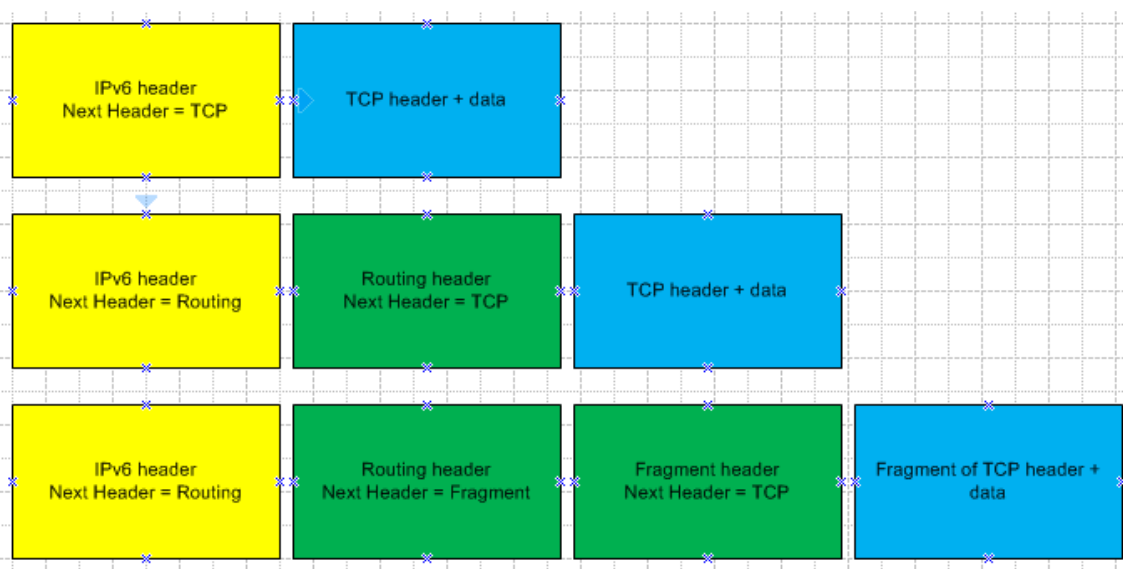 IPv6 header
Next Header = TCP
TCP header + data
IPv6 header
Next Header = Routing
Routing header
Next Header = TCP
TCP header + data
IPv6 header
Next Header = Routing
Routing header
Next Header = Fragment
Fragment header
Next Header = TCP
Fragment of TCP header +
data